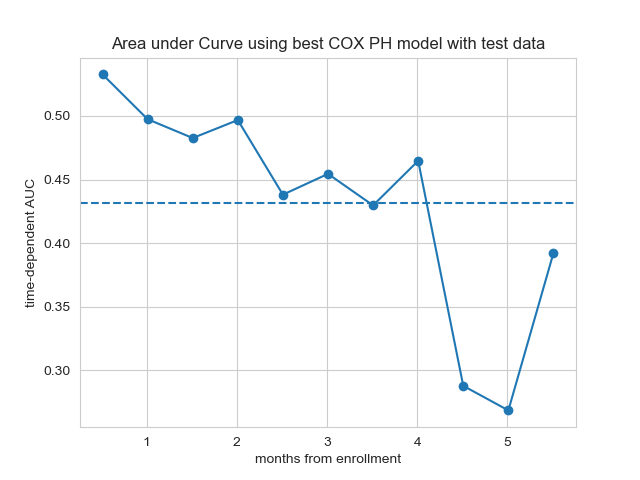 Area under Curve using best COX PH model with test data
time-dependent AUC
0.50
0.45
0.40
0.35
0.30
1 2 3 4 5
months from enrollment